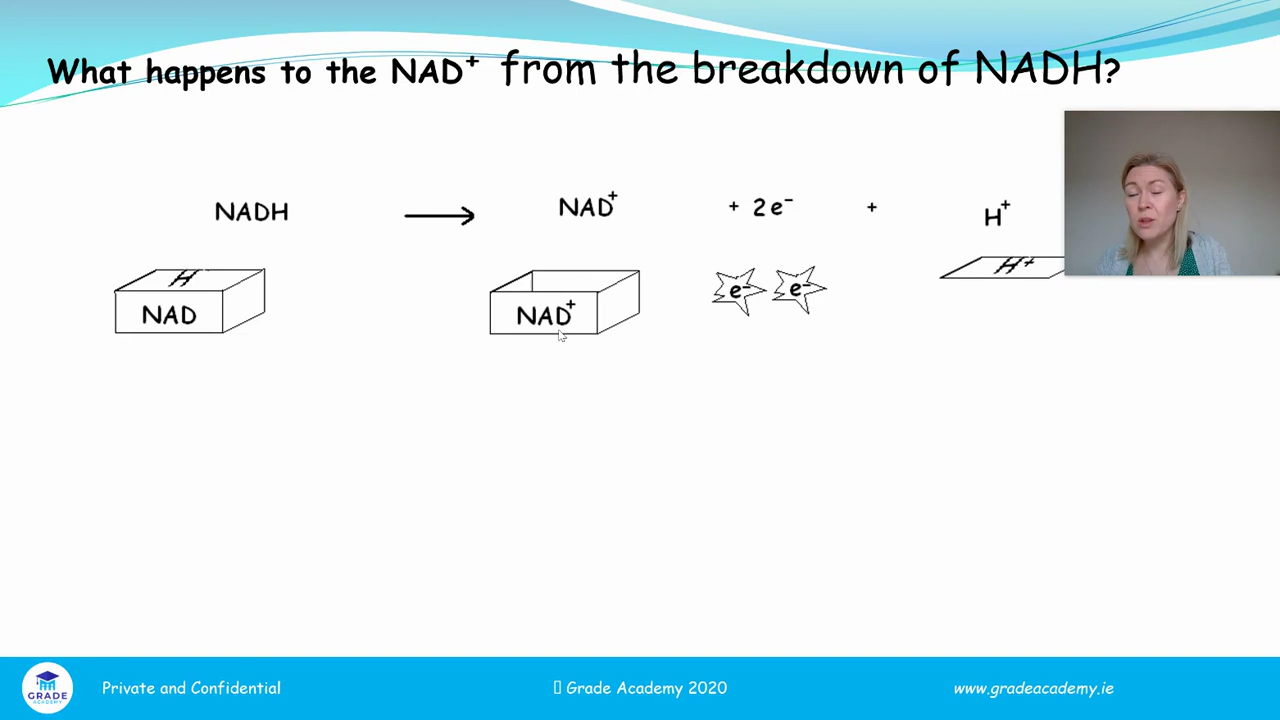 What happens to the NAD⁺ from the breakdown of NADH?
NADH → NAD⁺ + 2e⁻ + H⁺
H
NAD
NAD⁺
e⁻ e⁻
H⁺
GRADE
ACADEMY
Private and Confidential
Grade Academy 2020
www.gradeacademy.ie